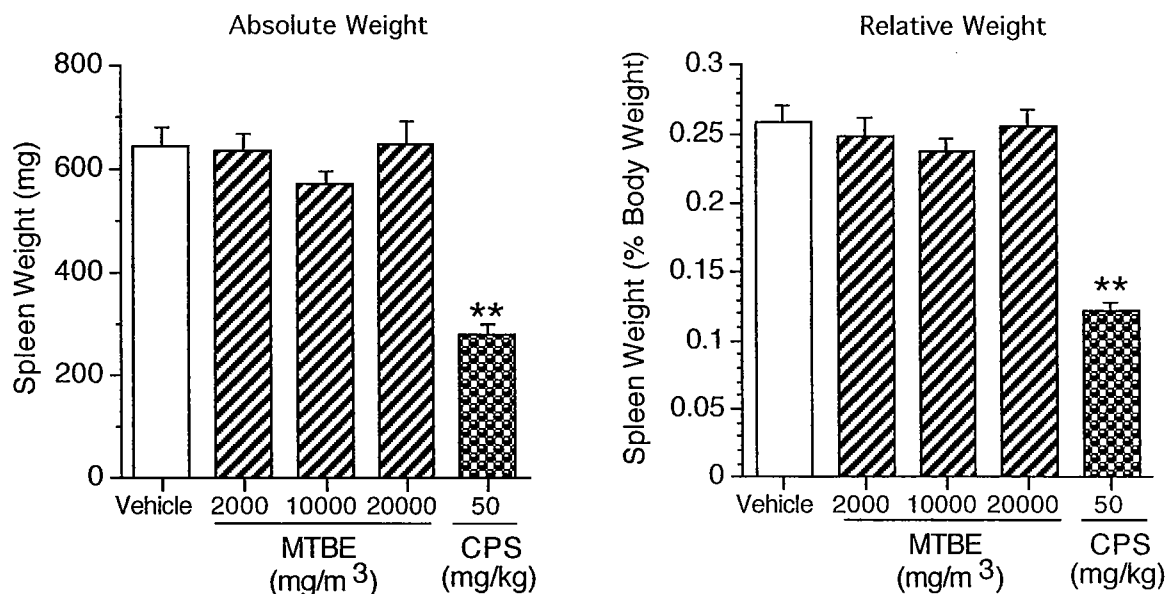 Absolute Weight
Spleen Weight (mg)
800
600
400
200
0
**
Vehicle 2000 10000 20000 50
MTBE CPS
(mg/m³) (mg/kg)
Relative Weight
Spleen Weight (% Body Weight)
0.3
0.25
0.2
0.15
0.1
0.05
0
**
Vehicle 2000 10000 20000 50
MTBE CPS
(mg/m³) (mg/kg)